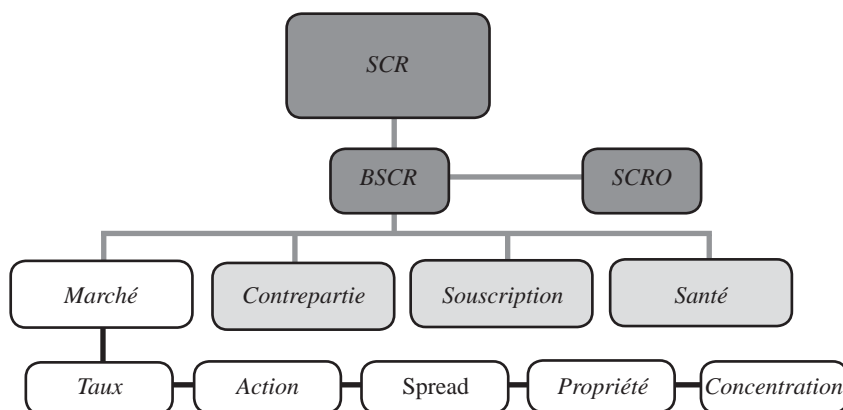 SCR
BSCR SCRO
Marché Contrepartie Souscription Santé
Taux Action Spread Propriété Concentration